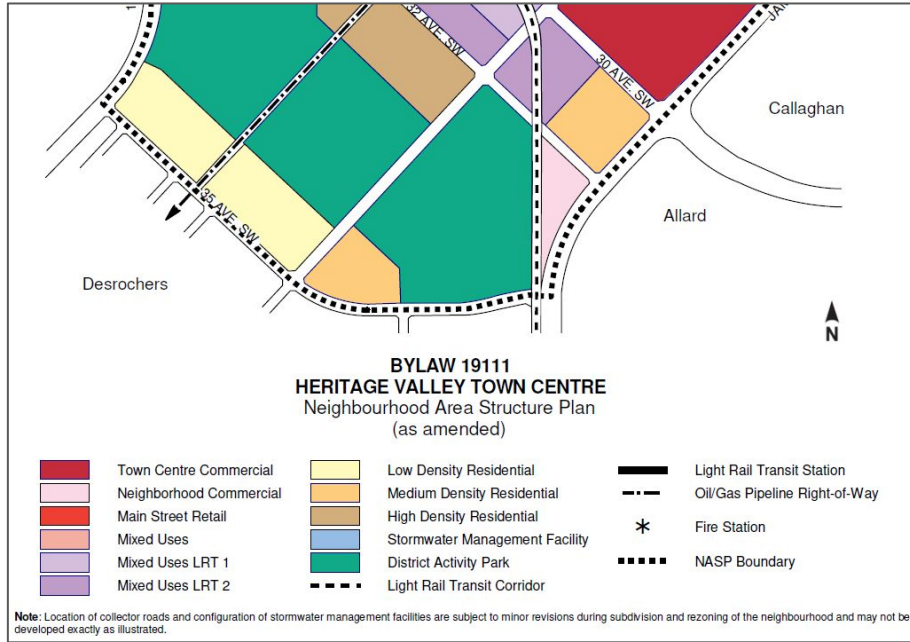 1
32 AVE. SW
30 AVE. SW
JAM
Callaghan
Allard
35 AVE. SW
Desrochers
N
BYLAW 19111
HERITAGE VALLEY TOWN CENTRE
Neighbourhood Area Structure Plan
(as amended)
Town Centre Commercial
Neighborhood Commercial
Main Street Retail
Mixed Uses
Mixed Uses LRT 1
Mixed Uses LRT 2
Low Density Residential
Medium Density Residential
High Density Residential
Stormwater Management Facility
District Activity Park
Light Rail Transit Corridor
Light Rail Transit Station
Oil/Gas Pipeline Right-of-Way
Fire Station
NASP Boundary
Note: Location of collector roads and configuration of stormwater management facilities are subject to minor revisions during subdivision and rezoning of the neighbourhood and may not be
developed exactly as illustrated.